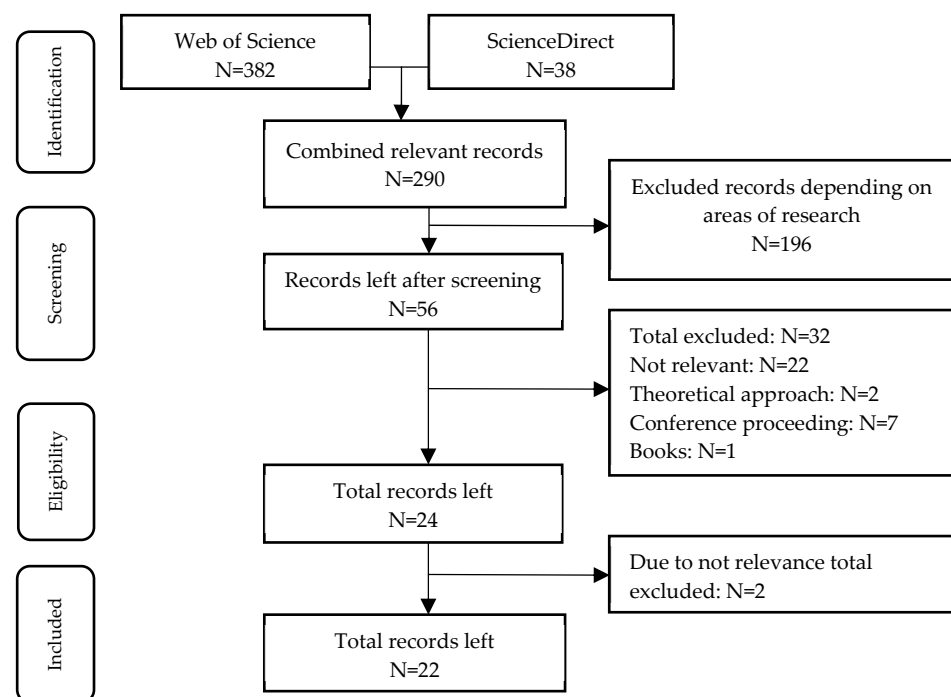 Identification
Web of Science
N=382
ScienceDirect
N=38
Combined relevant records
N=290
Excluded records depending on
areas of research
N=196
Screening
Records left after screening
N=56
Total excluded: N=32
Not relevant: N=22
Theoretical approach: N=2
Conference proceeding: N=7
Books: N=1
Eligibility
Total records left
N=24
Due to not relevance total
excluded: N=2
Included
Total records left
N=22